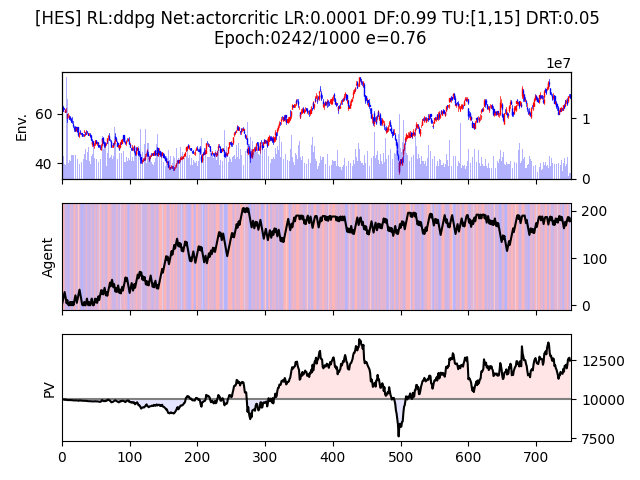 [HES] RL:ddpg Net:actorcritic LR:0.0001 DF:0.99 TU:[1,15] DRT:0.05
Epoch:0242/1000 e=0.76
1e7
Env.
60
40
1
0
Agent
200
100
0
PV
12500
10000
7500
0 100 200 300 400 500 600 700